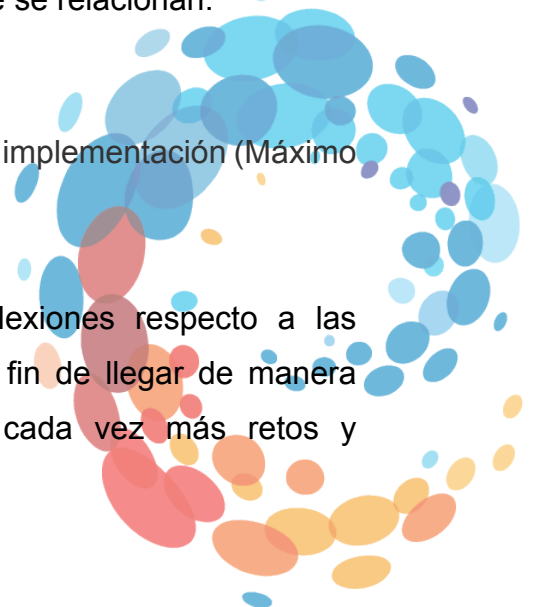 e se relacionan.
implementación (Máximo
lexiones respecto a las
fin de llegar de manera
cada vez más retos y